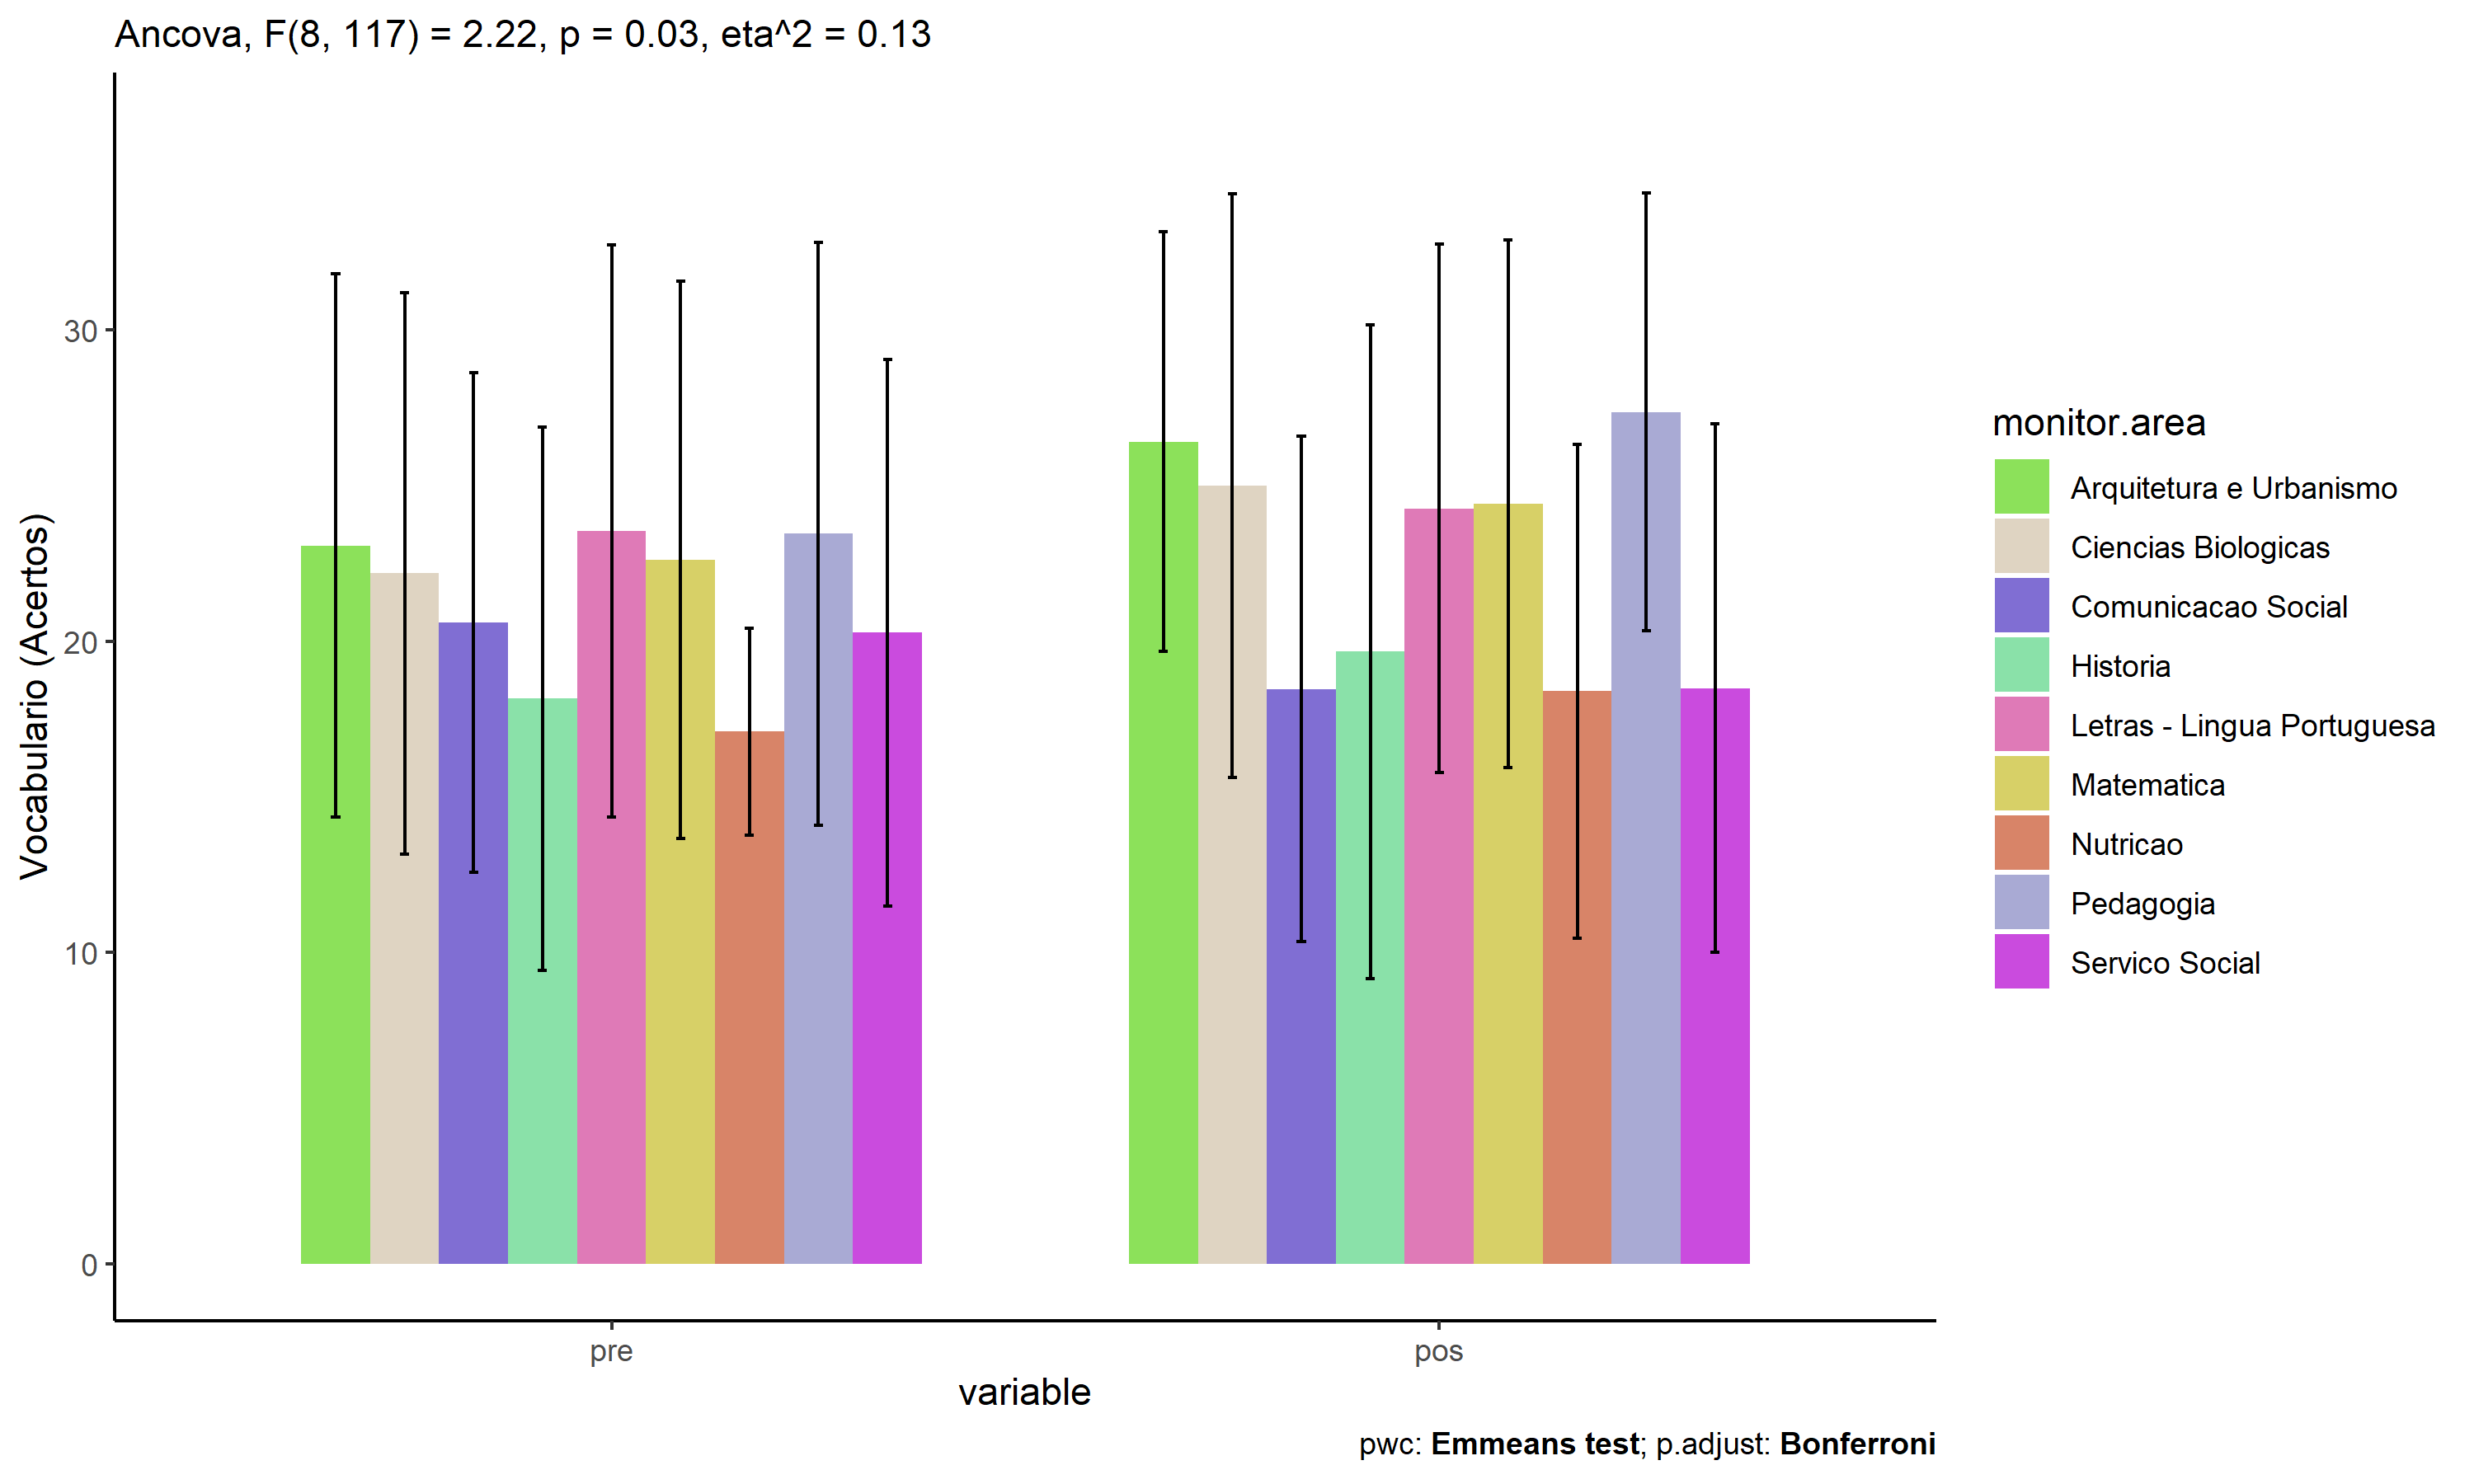 Ancova, F(8, 117) = 2.22, p = 0.03, eta^2 = 0.13
Vocabulario (Acertos)
30
20
10
0
pre
pos
variable
monitor.area
Arquitetura e Urbanismo
Ciencias Biologicas
Comunicacao Social
Historia
Letras - Lingua Portuguesa
Matematica
Nutricao
Pedagogia
Servico Social
pwc: Emmeans test; p.adjust: Bonferroni